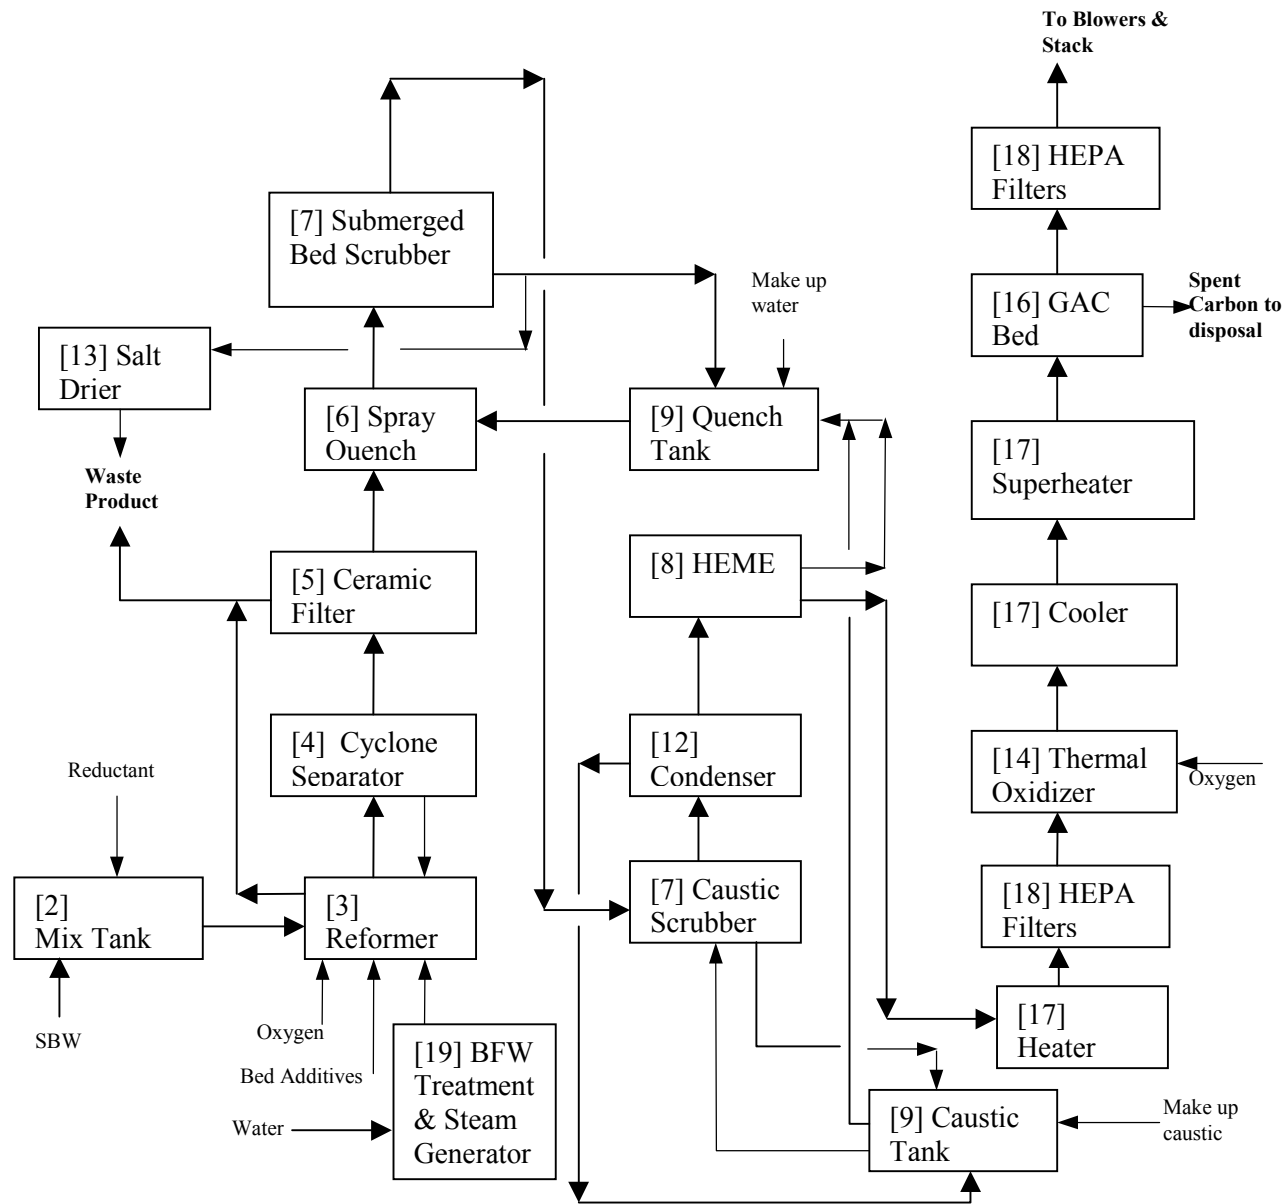 To Blowers &
Stack
[18] HEPA
Filters
[7] Submerged
Bed Scrubber
Make up
water
[16] GAC
Bed
Spent
Carbon to
disposal
[13] Salt
Drier
[6] Spray
Quench
[9] Quench
Tank
[17]
Superheater
Waste
Product
[5] Ceramic
Filter
[8] HEME
[17] Cooler
[4] Cyclone
Separator
[12]
Condenser
[14] Thermal
Oxidizer
Oxygen
Reductant
[2]
Mix Tank
[3]
Reformer
[7] Caustic
Scrubber
[18] HEPA
Filters
SBW
Oxygen
Bed Additives
Water
[19] BFW
Treatment
& Steam
Generator
[17]
Heater
[9] Caustic
Tank
Make up
caustic